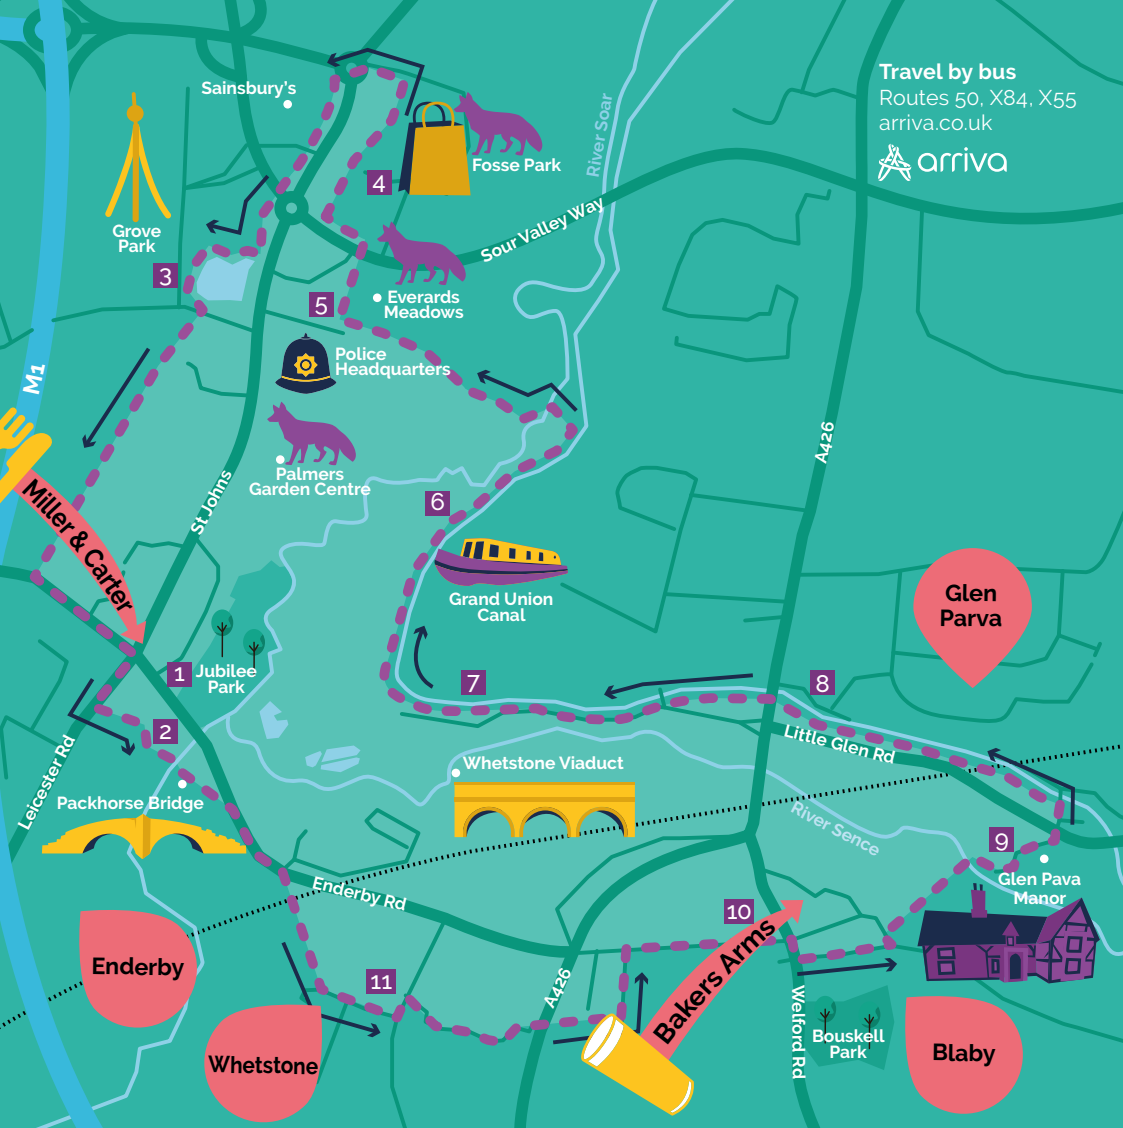 Travel by bus
Routes 50, X84, X55
arriva.co.uk
arriva
Sainsbury's
River Soar
Fosse Park
4
Grove
Park
Sour Valley Way
3
5
Everards
Meadows
Police
Headquarters
M1
A426
Palmers
Garden Centre
St Johns
6
Miller & Carter
Grand Union
Canal
Glen
Parva
1
Jubilee
Park
7
8
2
Little Glen Rd
Leicester Rd
Whetstone Viaduct
Packhorse Bridge
River Sence
9
Glen Pava
Manor
Enderby Rd
10
Bakers Arms
Enderby
11
A426
Welford Rd
Bouskell
Park
Blaby
Whetstone